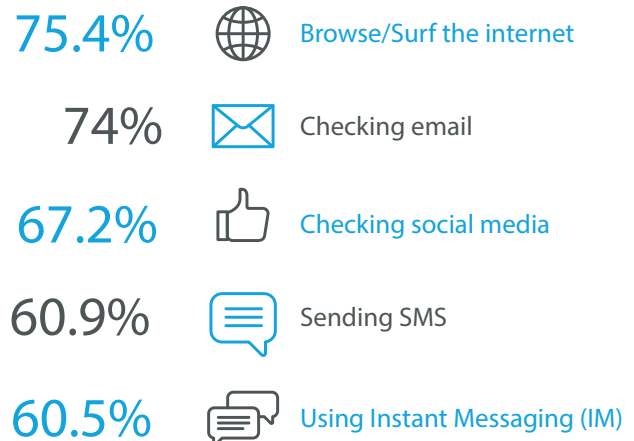 75.4% Browse/Surf the internet
74% Checking email
67.2% Checking social media
60.9% Sending SMS
60.5% Using Instant Messaging (IM)